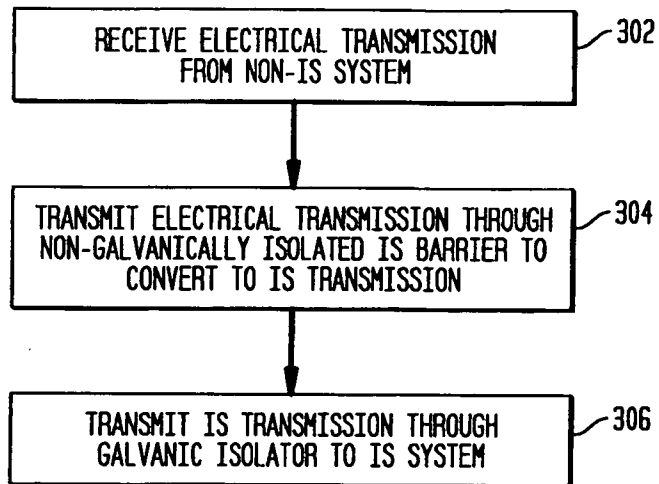 RECEIVE ELECTRICAL TRANSMISSION
FROM NON-IS SYSTEM
302
TRANSMIT ELECTRICAL TRANSMISSION THROUGH
NON-GALVANICALLY ISOLATED IS BARRIER TO
CONVERT TO IS TRANSMISSION
304
TRANSMIT IS TRANSMISSION THROUGH
GALVANIC ISOLATOR TO IS SYSTEM
306